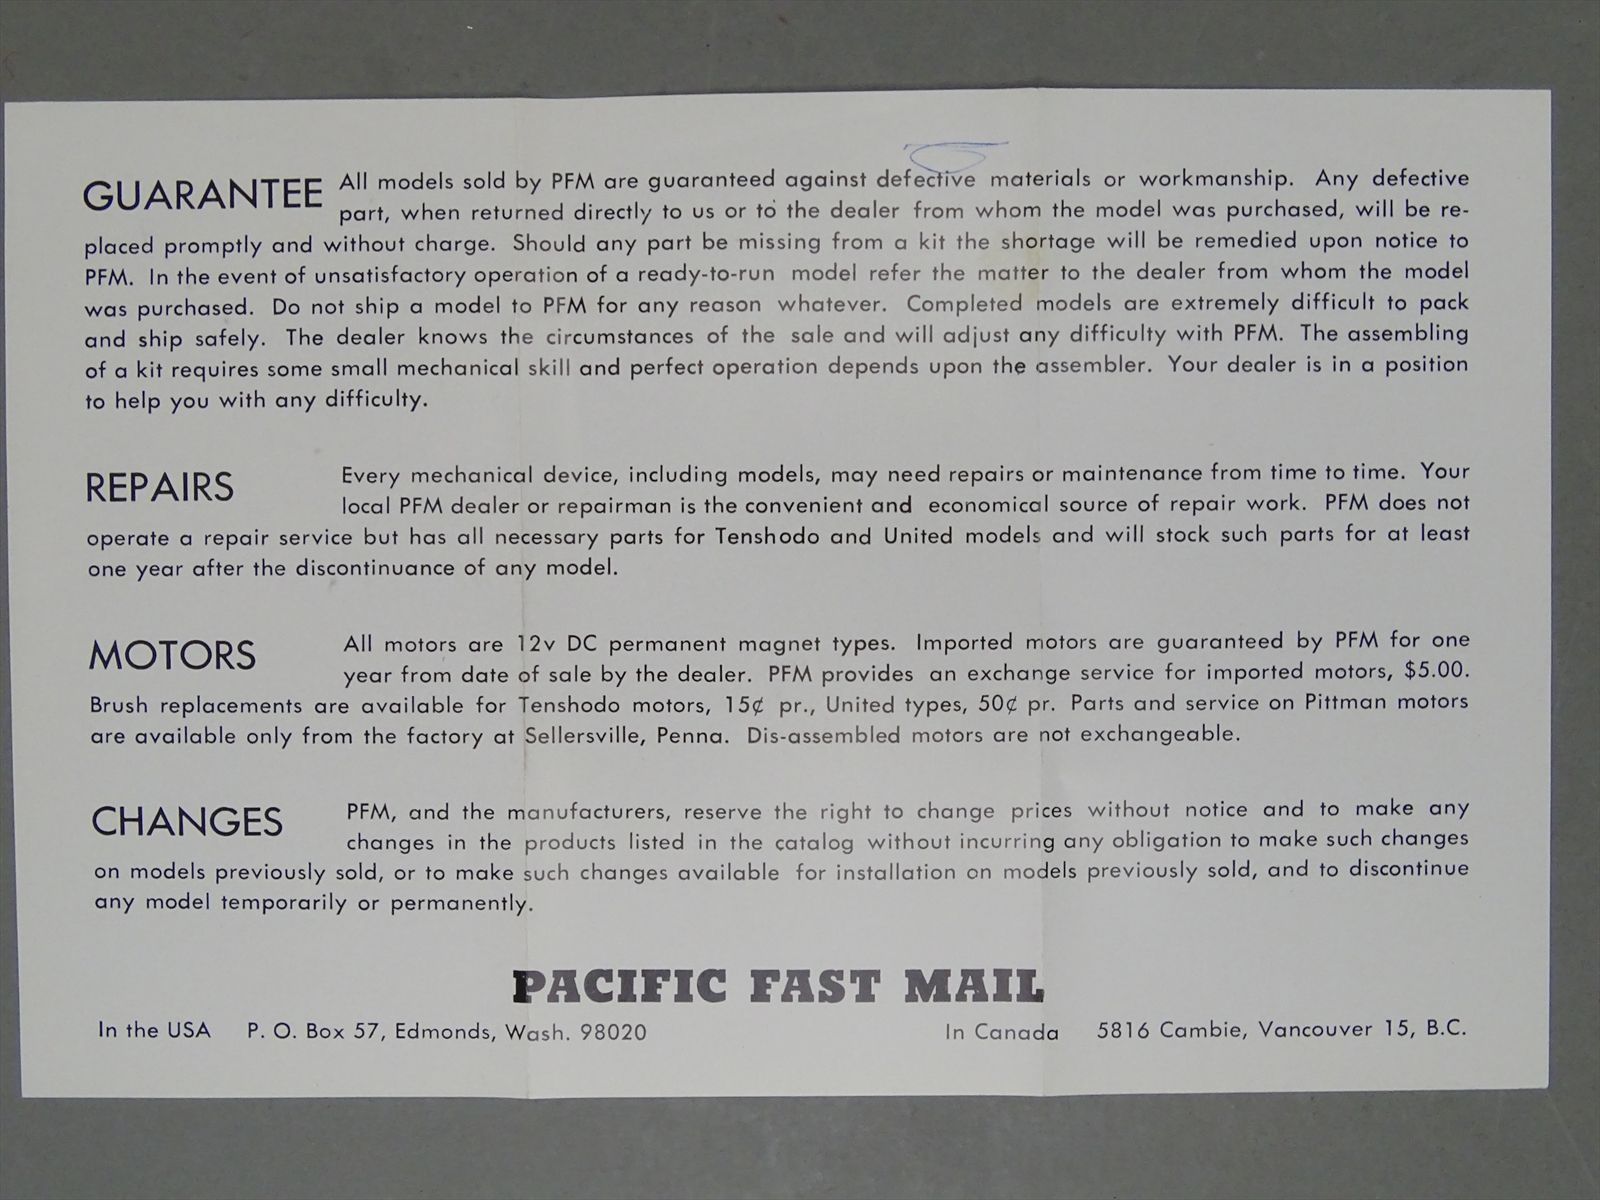 GUARANTEE All models sold by PFM are guaranteed against defective materials or workmanship. Any defective
part, when returned directly to us or to the dealer from whom the model was purchased, will be re-
placed promptly and without charge. Should any part be missing from a kit the shortage will be remedied upon notice to
PFM. In the event of unsatisfactory operation of a ready-to-run model refer the matter to the dealer from whom the model
was purchased. Do not ship a model to PFM for any reason whatever. Completed models are extremely difficult to pack
and ship safely. The dealer knows the circumstances of the sale and will adjust any difficulty with PFM. The assembling
of a kit requires some small mechanical skill and perfect operation depends upon the assembler. Your dealer is in a position
to help you with any difficulty.
REPAIRS Every mechanical device, including models, may need repairs or maintenance from time to time. Your
local PFM dealer or repairman is the convenient and economical source of repair work. PFM does not
operate a repair service but has all necessary parts for Tenshodo and United models and will stock such parts for at least
one year after the discontinuance of any model.
MOTORS All motors are 12v DC permanent magnet types. Imported motors are guaranteed by PFM for one
year from date of sale by the dealer. PFM provides an exchange service for imported motors, $5.00.
Brush replacements are available for Tenshodo motors, 15¢ pr., United types, 50¢ pr. Parts and service on Pittman motors
are available only from the factory at Sellersville, Penna. Dis-assembled motors are not exchangeable.
CHANGES PFM, and the manufacturers, reserve the right to change prices without notice and to make any
changes in the products listed in the catalog without incurring any obligation to make such changes
on models previously sold, or to make such changes available for installation on models previously sold, and to discontinue
any model temporarily or permanently.
PACIFIC FAST MAIL
In the USA P. O. Box 57, Edmonds, Wash. 98020 In Canada 5816 Cambie, Vancouver 15, B.C.